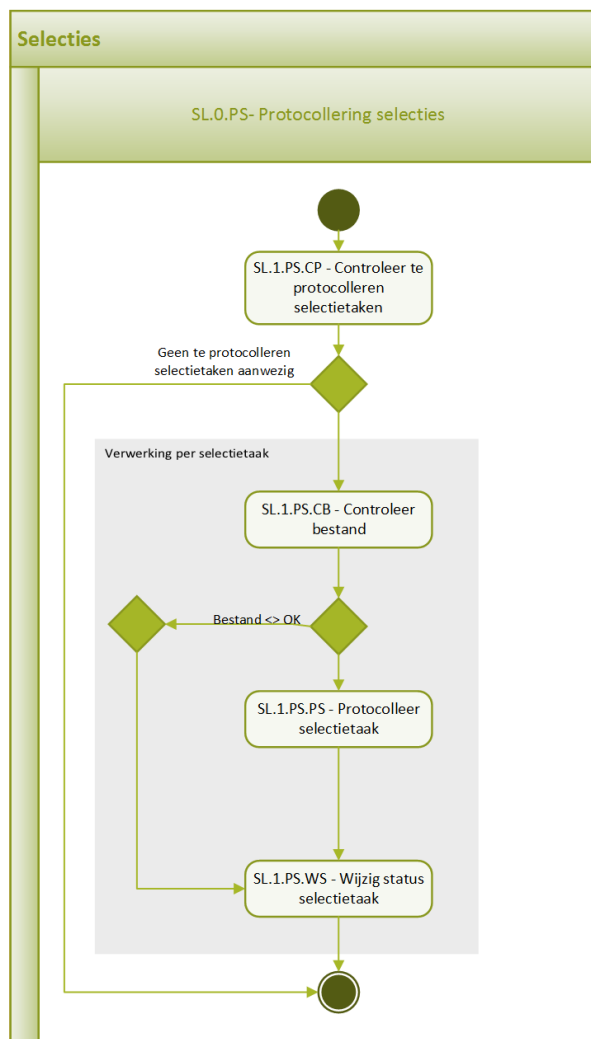 Selecties
SL.0.PS- Protocollering selecties
SL.1.PS.CP - Controleer te
protocolleren
selectietaken
Geen te protocolleren
selectietaken aanwezig
Verwerking per selectietaak
SL.1.PS.CB - Controleer
bestand
Bestand <> OK
SL.1.PS.PS - Protocolleer
selectietaak
SL.1.PS.WS - Wijzig status
selectietaak